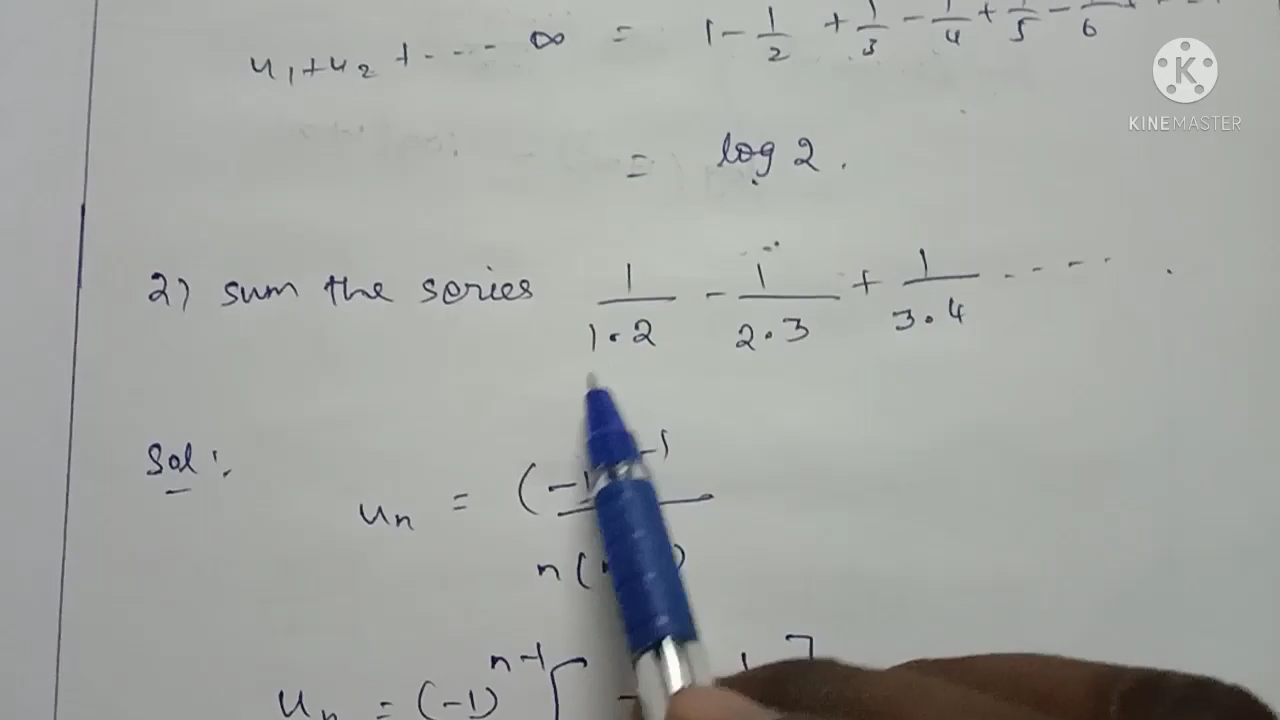 u₁+u₂ + ---- ∞ = 1 - 1/2 + 1/3 - 1/4 + 1/5 - 1/6
KINEMASTER
= log 2 .
2) sum the series 1/1·2 - 1/2·3 + 1/3·4 ----- .
Sol :
uₙ = (-1 -1 / n(
uₙ = (-1)ⁿ⁻¹ [